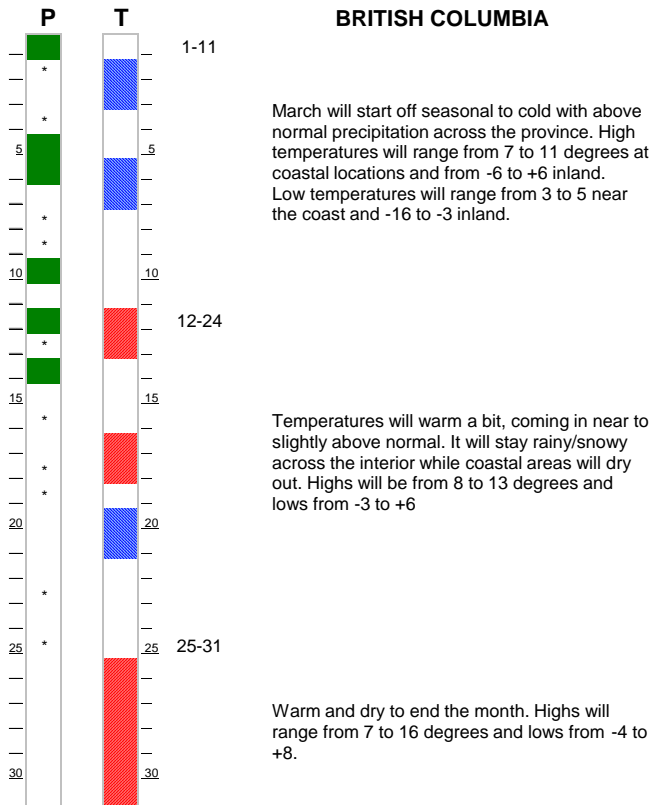 P T BRITISH COLUMBIA
1-11
*
March will start off seasonal to cold with above
*
normal precipitation across the province. High
5 5 temperatures will range from 7 to 11 degrees at
coastal locations and from -6 to +6 inland.
Low temperatures will range from 3 to 5 near
* the coast and -16 to -3 inland.
*
10 10
12-24
*
15 15
* Temperatures will warm a bit, coming in near to
slightly above normal. It will stay rainy/snowy
* across the interior while coastal areas will dry
* out. Highs will be from 8 to 13 degrees and
lows from -3 to +6
20 20
*
25 * 25 25-31
Warm and dry to end the month. Highs will
range from 7 to 16 degrees and lows from -4 to
+8.
30 30